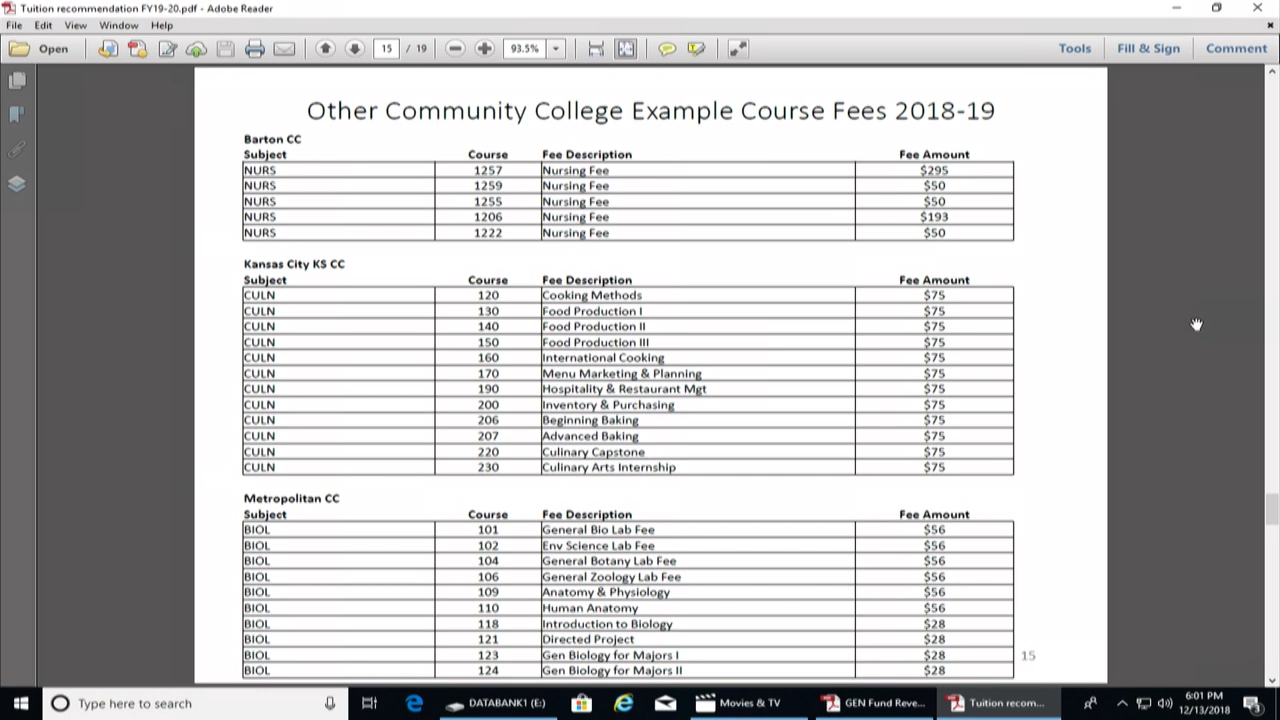 Tuition recommendation FY19-20.pdf - Adobe Reader
File Edit View Window Help
Open 15 / 19 93.5% Tools Fill & Sign Comment
Other Community College Example Course Fees 2018-19
Barton CC
Subject Course Fee Description Fee Amount
NURS 1257 Nursing Fee $295
NURS 1259 Nursing Fee $50
NURS 1255 Nursing Fee $50
NURS 1206 Nursing Fee $193
NURS 1222 Nursing Fee $50
Kansas City KS CC
Subject Course Fee Description Fee Amount
CULN 120 Cooking Methods $75
CULN 130 Food Production I $75
CULN 140 Food Production II $75
CULN 150 Food Production III $75
CULN 160 International Cooking $75
CULN 170 Menu Marketing & Planning $75
CULN 190 Hospitality & Restaurant Mgt $75
CULN 200 Inventory & Purchasing $75
CULN 206 Beginning Baking $75
CULN 207 Advanced Baking $75
CULN 220 Culinary Capstone $75
CULN 230 Culinary Arts Internship $75
Metropolitan CC
Subject Course Fee Description Fee Amount
BIOL 101 General Bio Lab Fee $56
BIOL 102 Env Science Lab Fee $56
BIOL 104 General Botany Lab Fee $56
BIOL 106 General Zoology Lab Fee $56
BIOL 109 Anatomy & Physiology $56
BIOL 110 Human Anatomy $56
BIOL 118 Introduction to Biology $28
BIOL 121 Directed Project $28
BIOL 123 Gen Biology for Majors I $28
BIOL 124 Gen Biology for Majors II $28
15
Type here to search DATABANK1 (E:) Movies & TV GEN Fund Reve... Tuition recom... 6:01 PM
12/13/2018